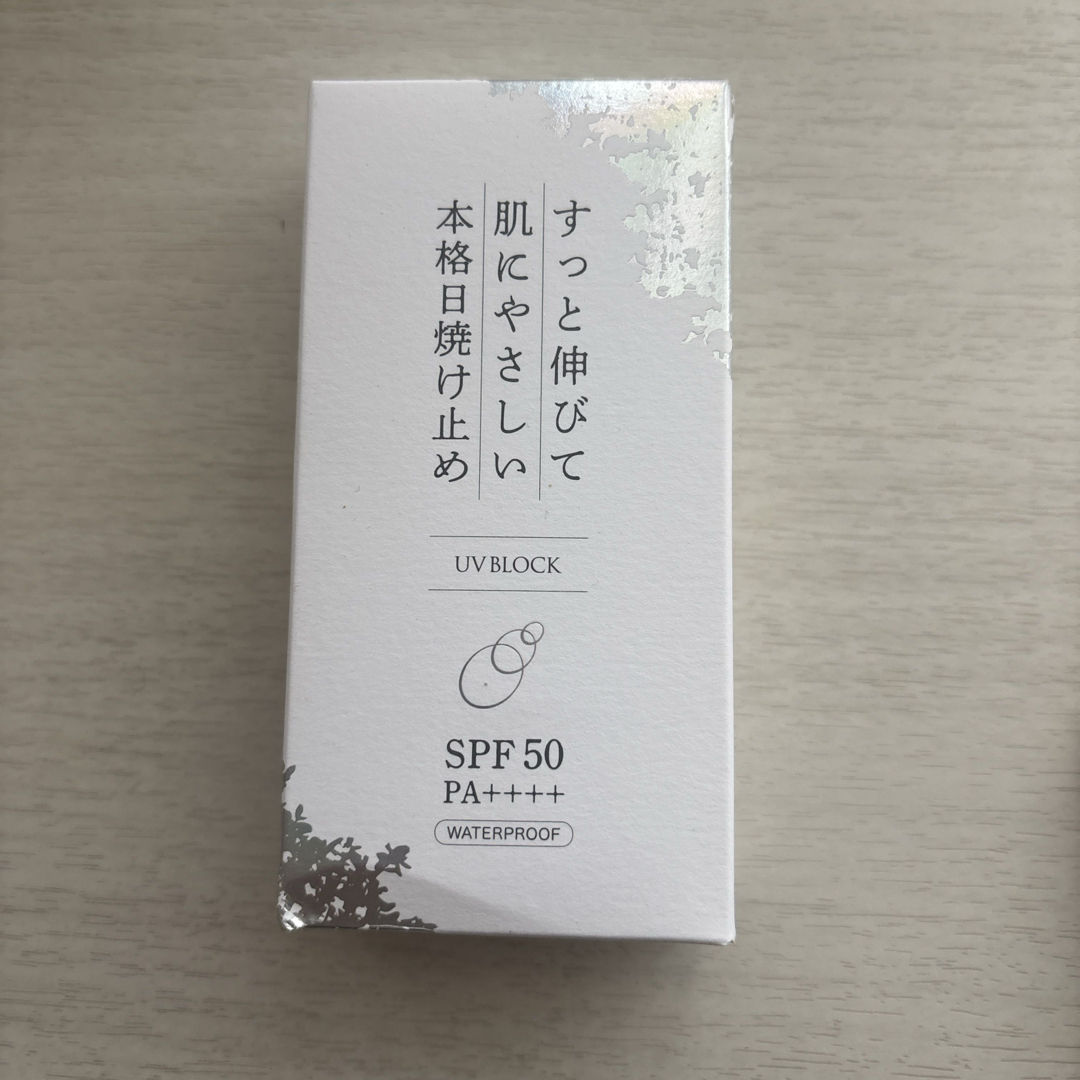 すっと伸びて
肌にやさしい
本格日焼け止め
UV BLOCK
SPF 50
PA++++
WATERPROOF